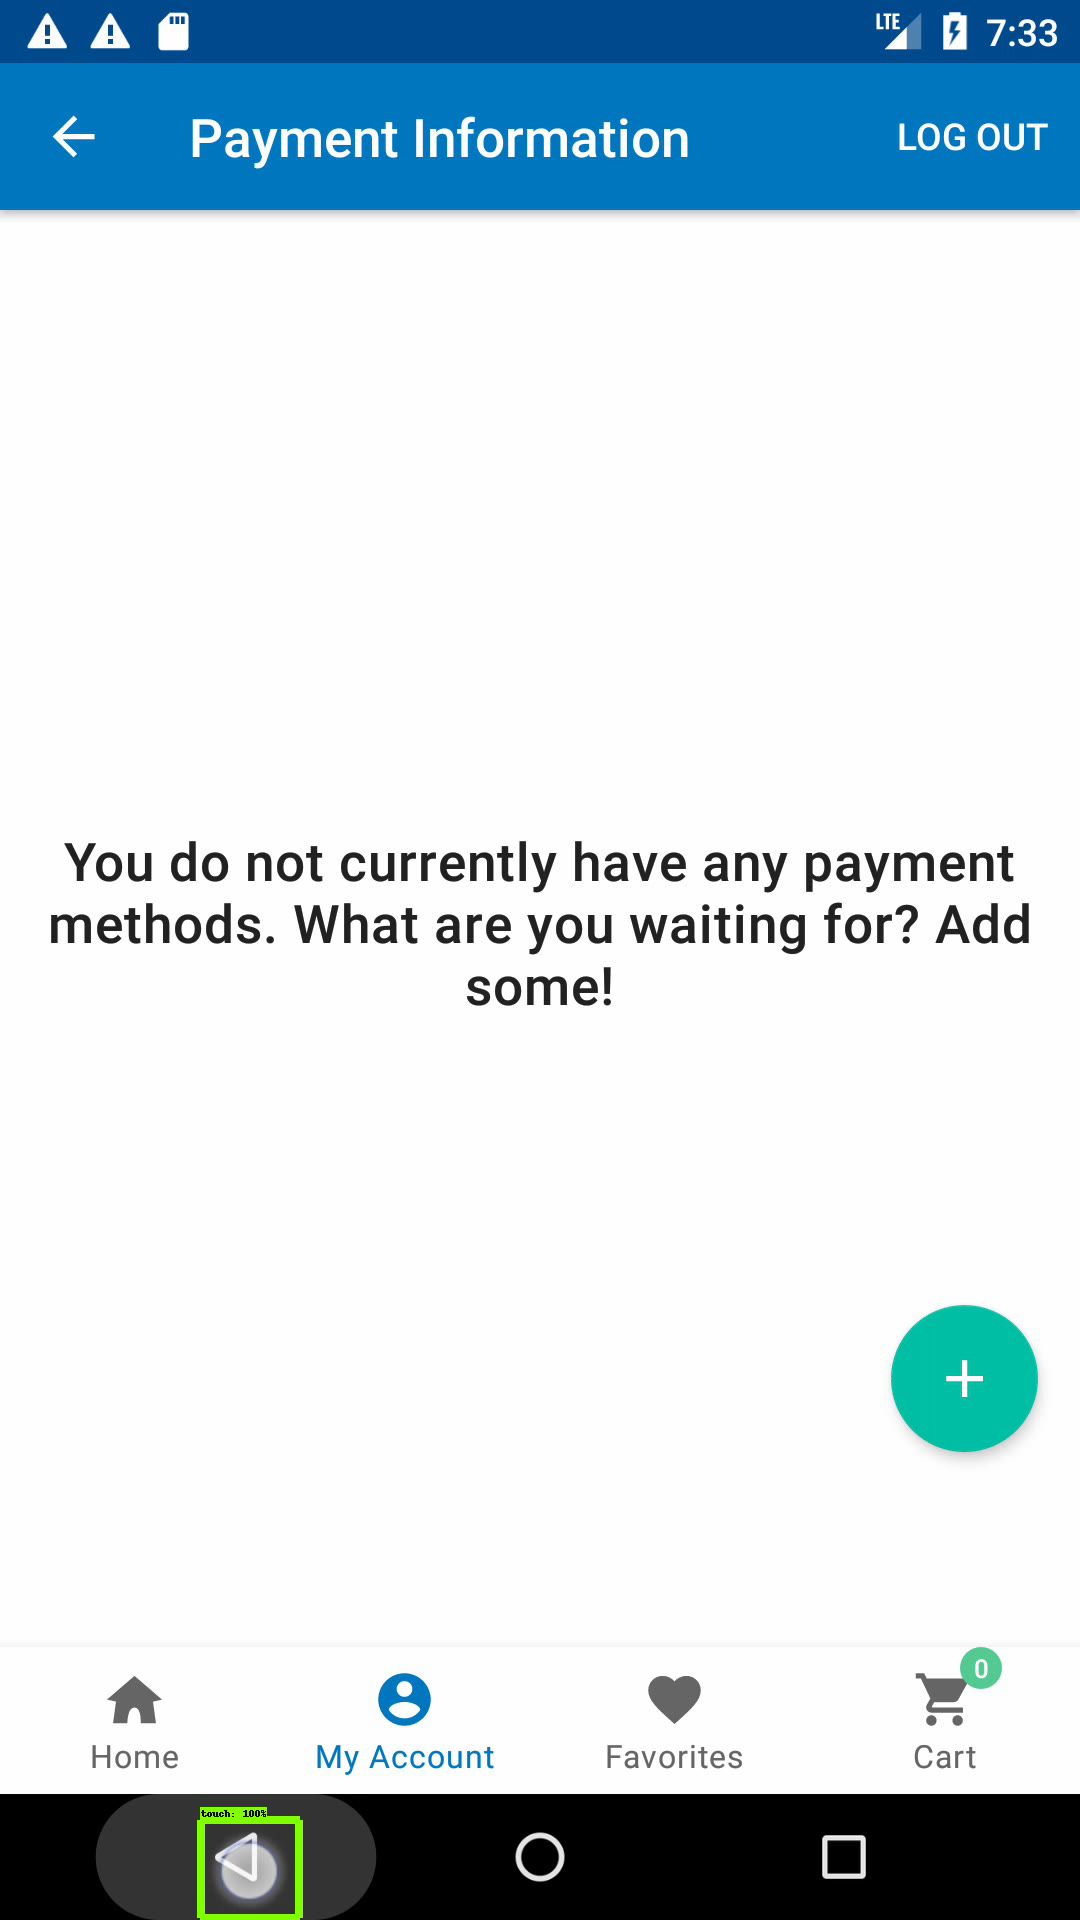 LTE 7:33
Payment Information LOG OUT
You do not currently have any payment
methods. What are you waiting for? Add
some!
0
Home My Account Favorites Cart
touch: 100%